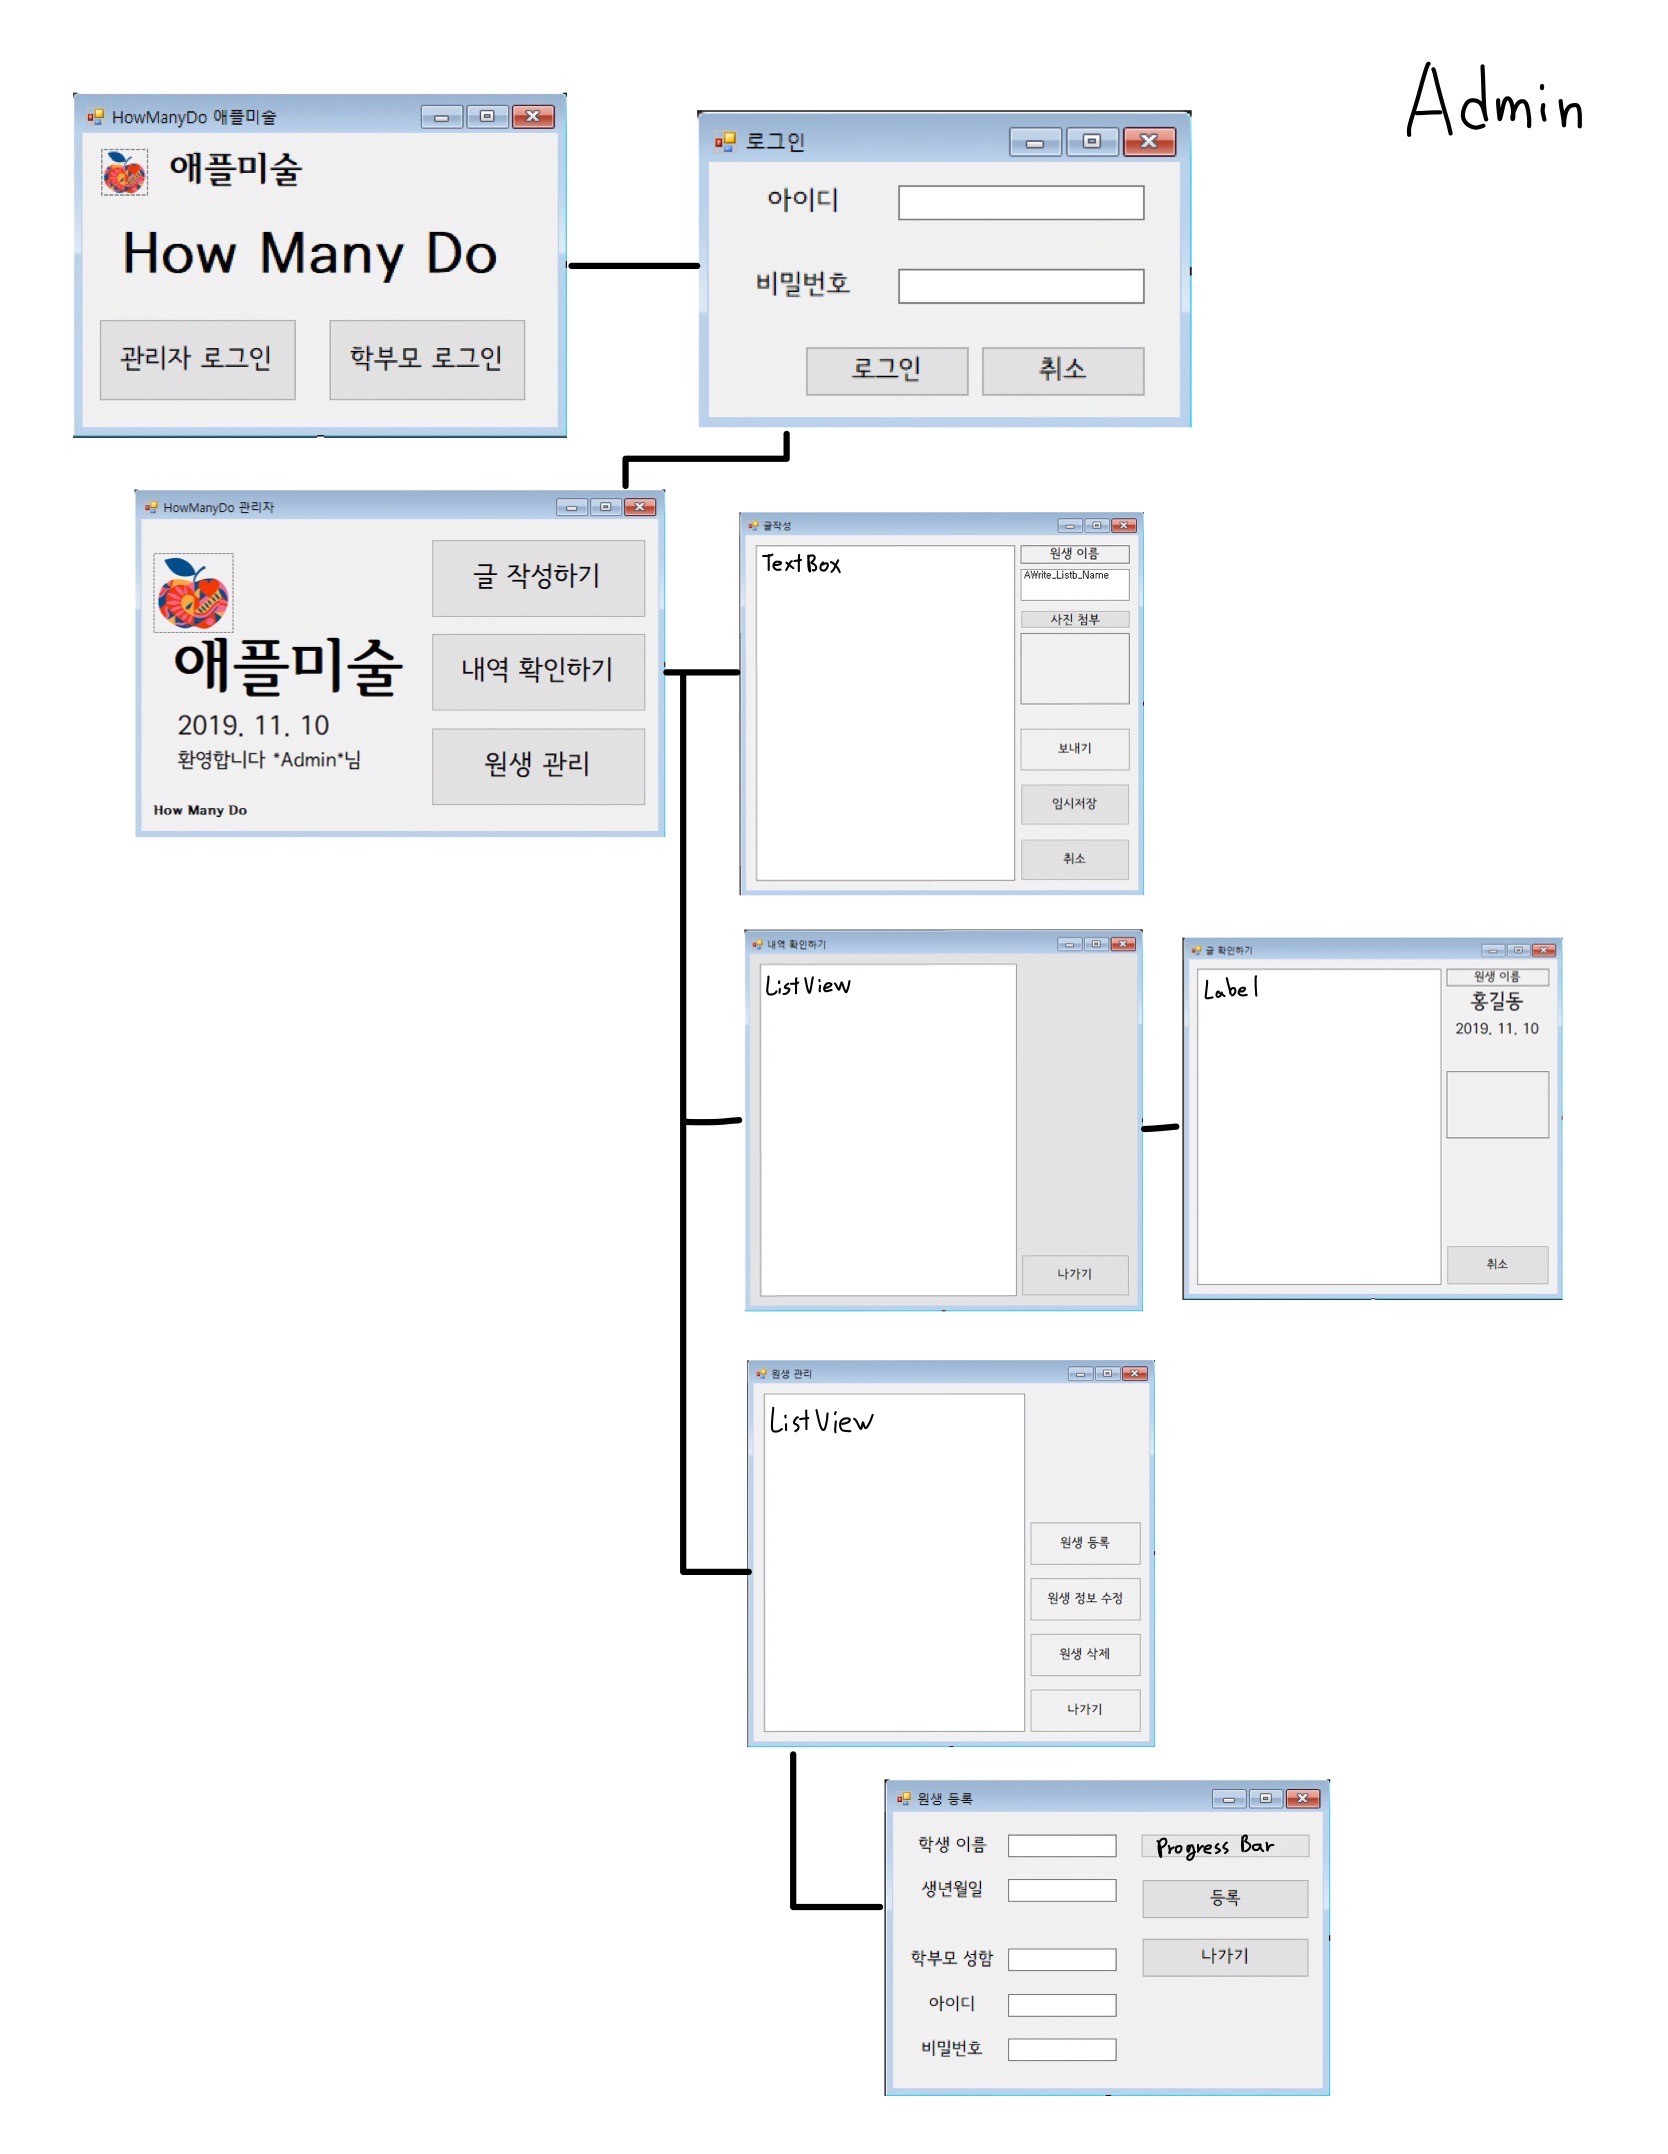 Admin
HowManyDo 애플미술
애플미술
How Many Do
관리자 로그인
학부모 로그인
로그인
아이디
비밀번호
로그인
취소
HowManyDo 관리자
애플미술
2019. 11. 10
환영합니다 *Admin*님
How Many Do
글 작성하기
내역 확인하기
원생 관리
글작성
TextBox
원생 이름
AWrite_Listb_Name
사진 첨부
보내기
임시저장
취소
내역 확인하기
ListView
나가기
글 확인하기
Label
원생 이름
홍길동
2019. 11. 10
취소
원생 관리
ListView
원생 등록
원생 정보 수정
원생 삭제
나가기
원생 등록
학생 이름
생년월일
학부모 성함
아이디
비밀번호
Progress Bar
등록
나가기